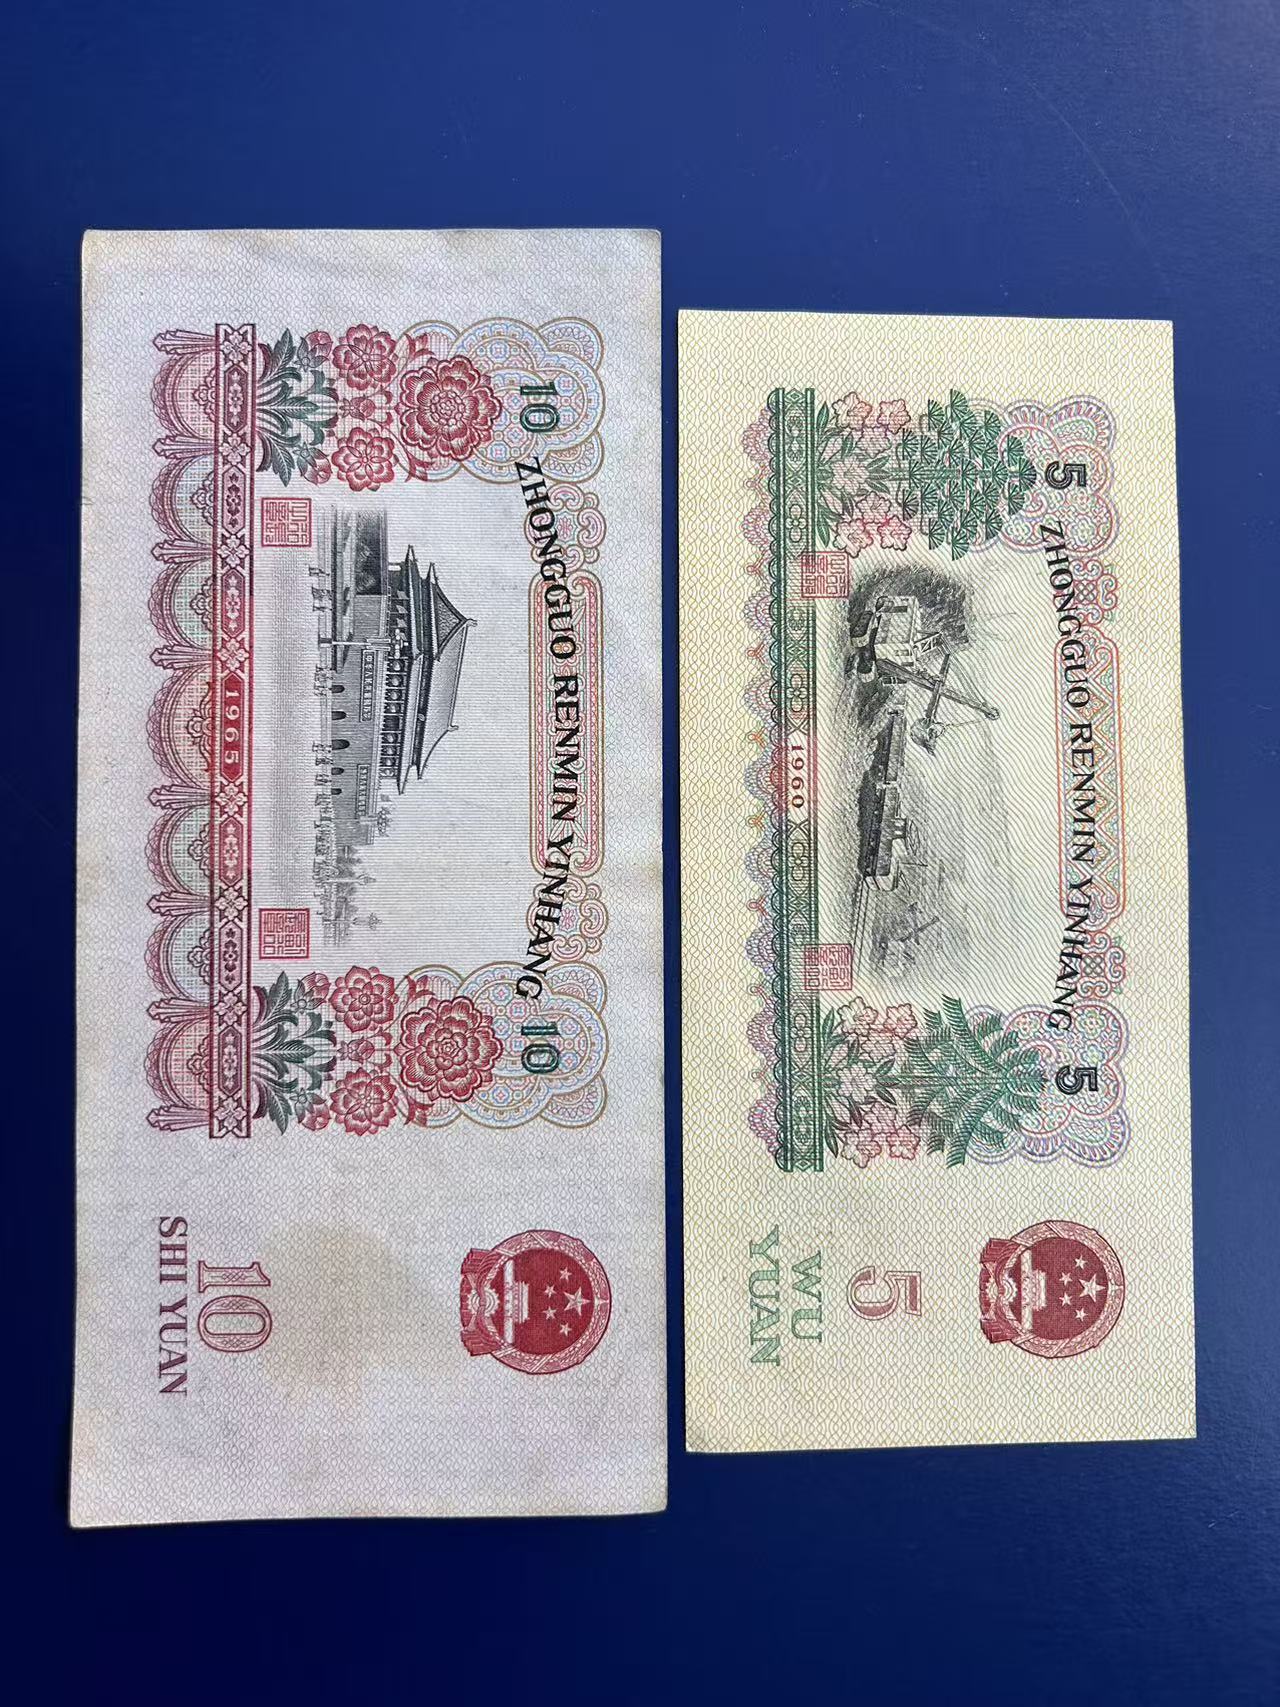 10 ZHONGGUO RENMIN YINHANG 10
1965
10
SHI YUAN
5 ZHONGGUO RENMIN YINHANG 5
1960
5
WU
YUAN